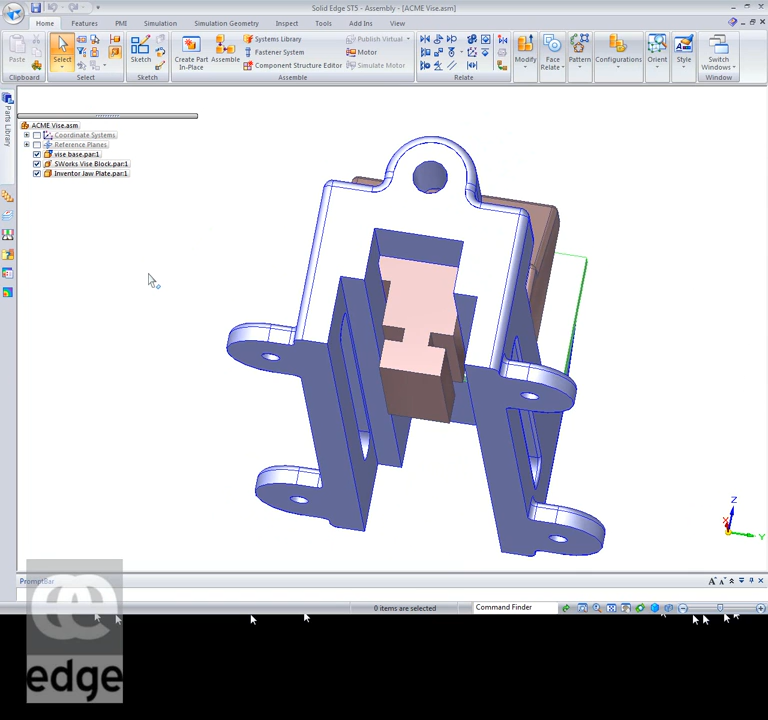 Solid Edge ST5 - Assembly - [ACME Vise.asm]
Home Features PMI Simulation Simulation Geometry Inspect Tools Add Ins View
Paste
Clipboard
Select
Select
Sketch
Sketch
Create Part In-Place
Assembly
Systems Library
Fastener System
Component Structure Editor
Publish Virtual
Motor
Simulate Motor
Assemble
Relate
Modify
Face Relate
Pattern
Configurations
Orient
Style
Switch Windows
Window
Parts Library
ACME Vise.asm
Coordinate Systems
Reference Planes
vise base.par:1
SWorks Vise Block.par:1
Inventor Jaw Plate.par:1
Z
X
Y
PromptBar
0 items are selected
Command Finder
edge